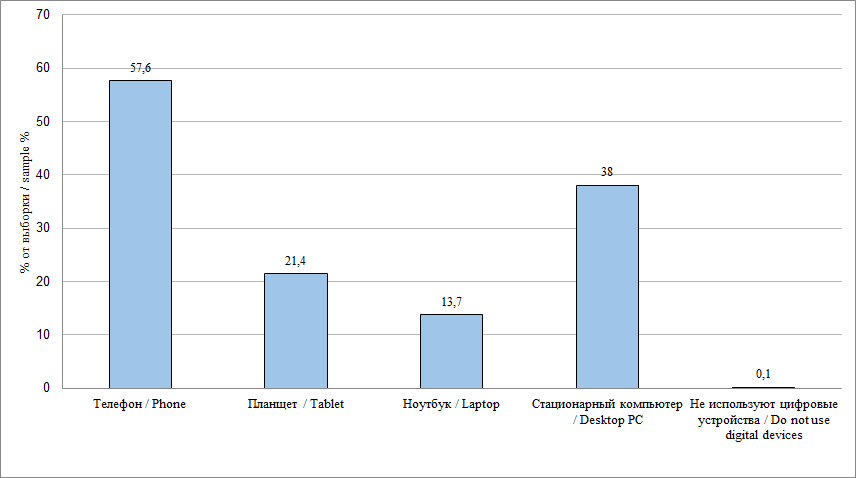 70
60
50
40
30
20
10
0
% от выборки / sample %
57,6
21,4
13,7
38
0,1
Телефон / Phone
Планщет / Tablet
Ноутбук / Laptop
Стационарный компьютер
/ Desktop PC
Не используют цифровые
устройства / Do not use
digital devices